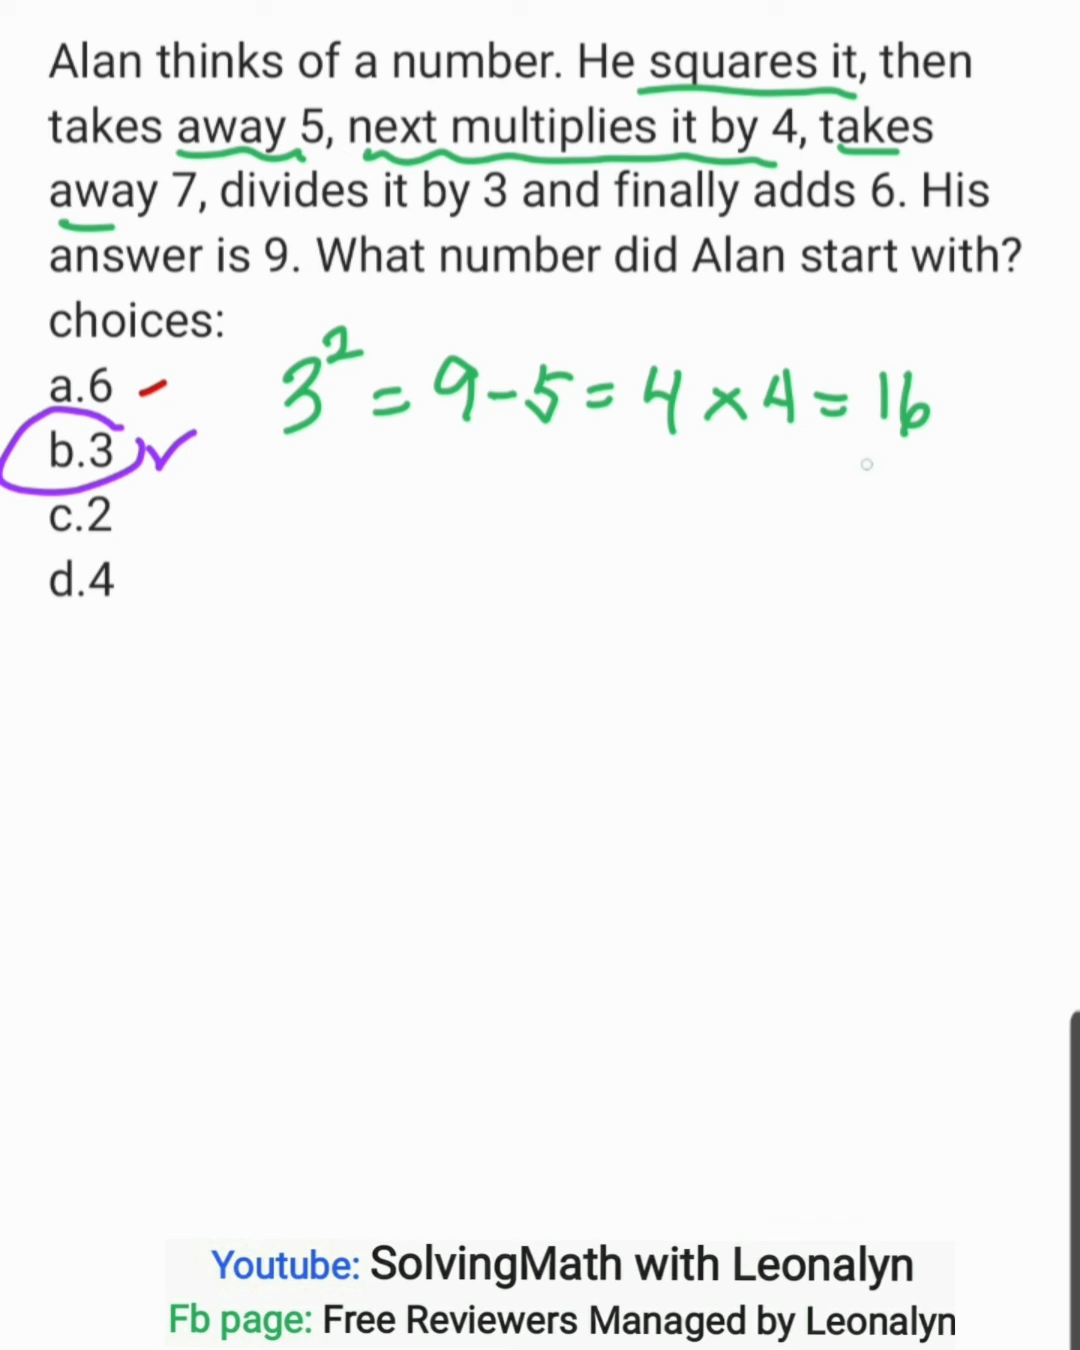 Alan thinks of a number. He squares it, then
takes away 5, next multiplies it by 4, takes
away 7, divides it by 3 and finally adds 6. His
answer is 9. What number did Alan start with?
choices:
a.6
3² = 9-5 = 4 × 4 = 16
b.3
c.2
d.4
Youtube: SolvingMath with Leonalyn
Fb page: Free Reviewers Managed by Leonalyn